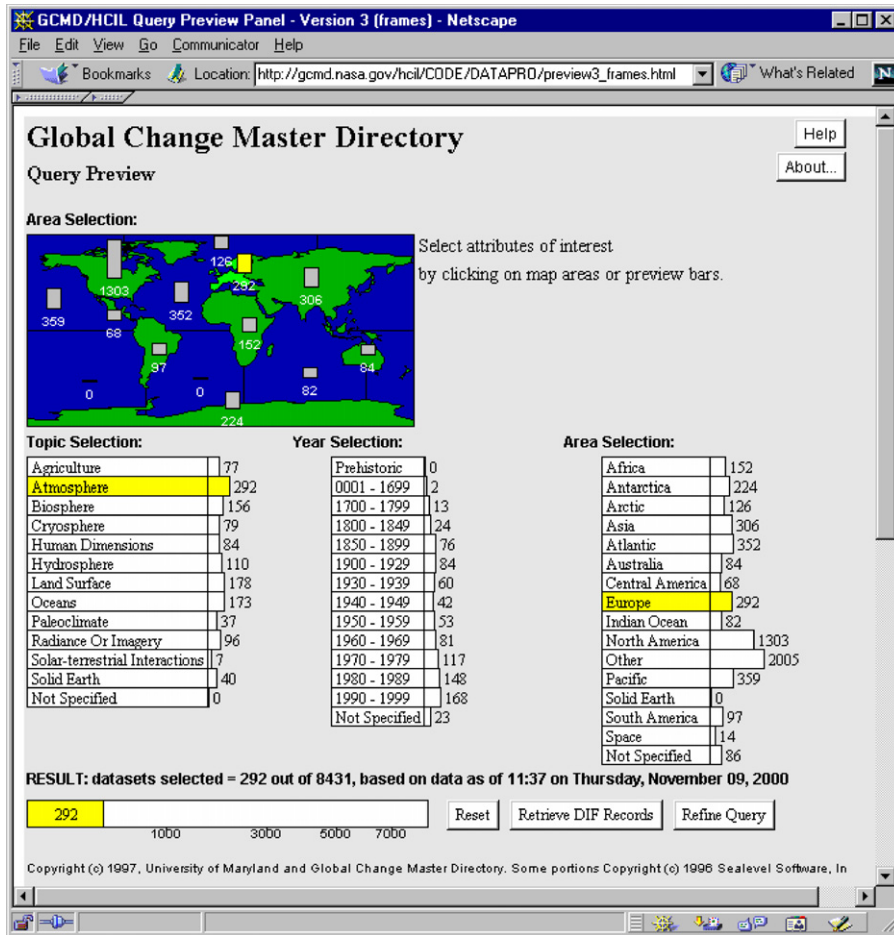 GCMD/HCIL Query Preview Panel - Version 3 (frames) - Netscape
File Edit View Go Communicator Help
Bookmarks Location: http://gcmd.nasa.gov/hcil/CODE/DATAPRO/preview3_frames.html What's Related N
Global Change Master Directory
Help
Query Preview
About...
Area Selection:
Select attributes of interest
by clicking on map areas or preview bars.
126
1303 292
306
359 352
68
152
97 84
0 0 82
224
Topic Selection:
Agriculture 77
Atmosphere 292
Biosphere 156
Cryosphere 79
Human Dimensions 84
Hydrosphere 110
Land Surface 178
Oceans 173
Paleoclimate 37
Radiance Or Imagery 96
Solar-terrestrial Interactions 7
Solid Earth 40
Not Specified 0
Year Selection:
Prehistoric 0
0001 - 1699 2
1700 - 1799 13
1800 - 1849 24
1850 - 1899 76
1900 - 1929 84
1930 - 1939 60
1940 - 1949 42
1950 - 1959 53
1960 - 1969 81
1970 - 1979 117
1980 - 1989 148
1990 - 1999 168
Not Specified 23
Area Selection:
Africa 152
Antarctica 224
Arctic 126
Asia 306
Atlantic 352
Australia 84
Central America 68
Europe 292
Indian Ocean 82
North America 1303
Other 2005
Pacific 359
Solid Earth 0
South America 97
Space 14
Not Specified 86
RESULT: datasets selected = 292 out of 8431, based on data as of 11:37 on Thursday, November 09, 2000
292 Reset Retrieve DIF Records Refine Query
1000 3000 5000 7000
Copyright (c) 1997, University of Maryland and Global Change Master Directory. Some portions Copyright (c) 1996 Sealevel Software, In